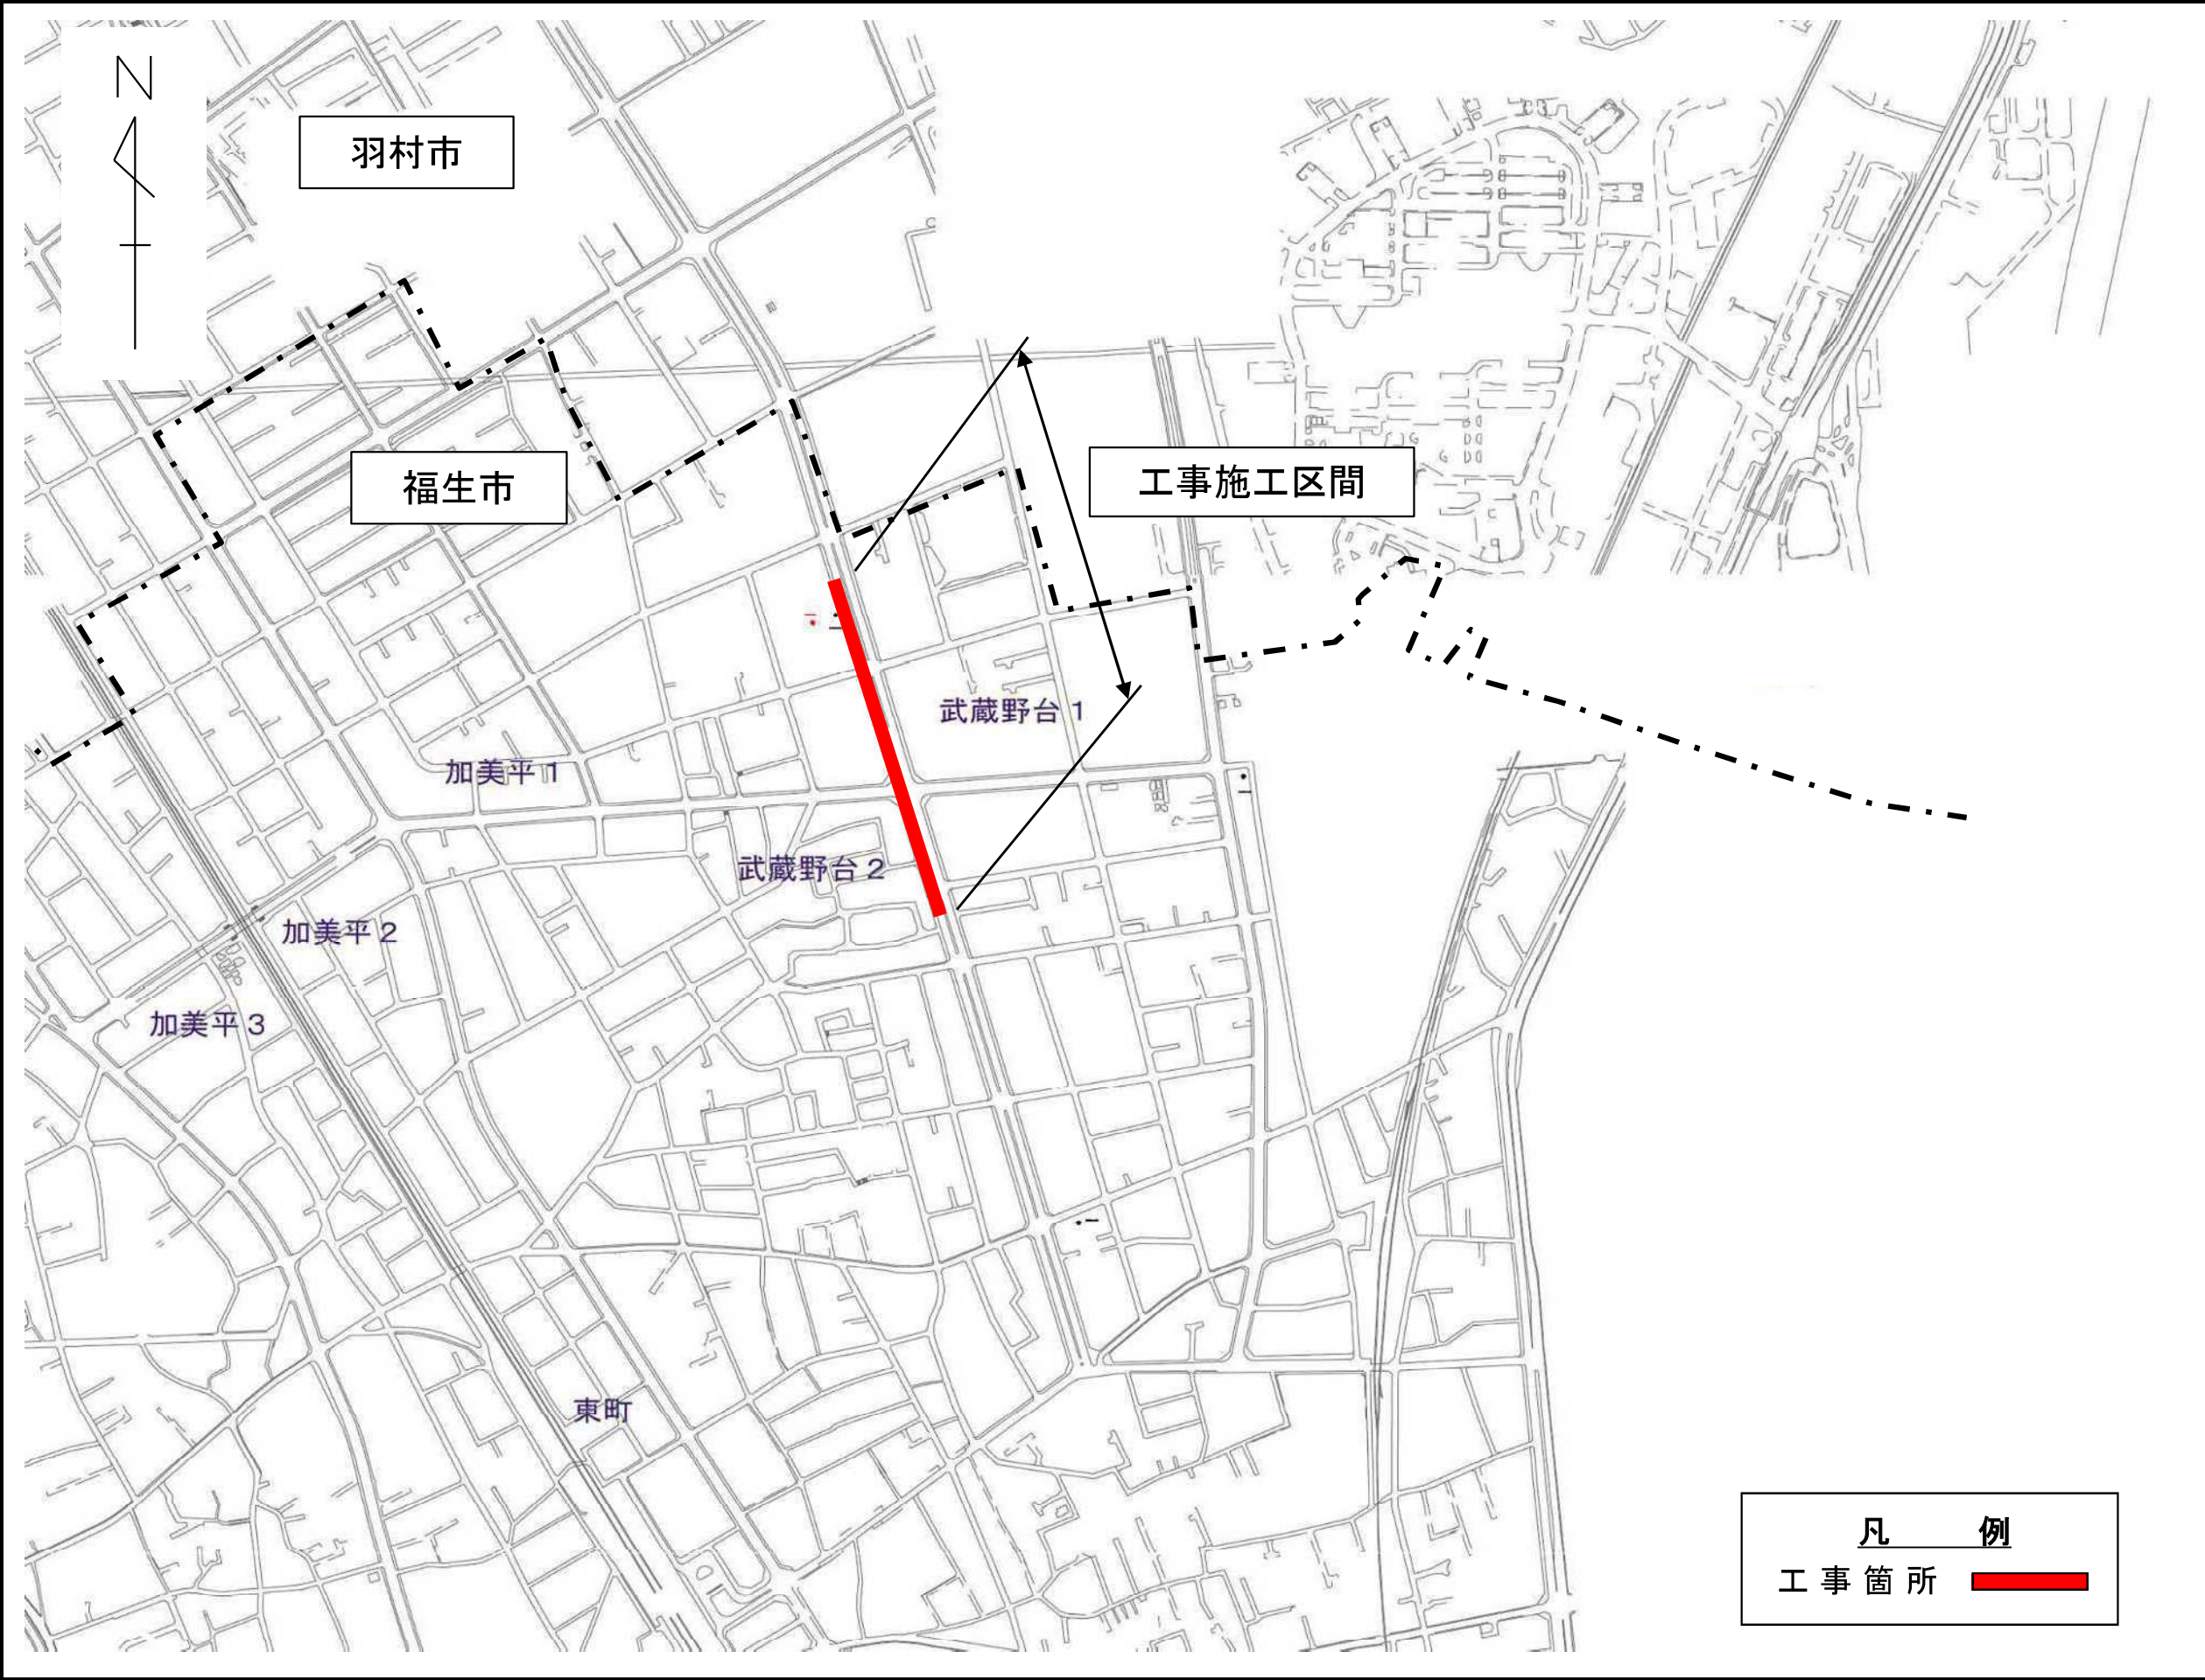 N
羽村市
福生市
工事施工区間
武蔵野台1
加美平1
武蔵野台2
加美平2
加美平3
東町
凡　例
工事箇所